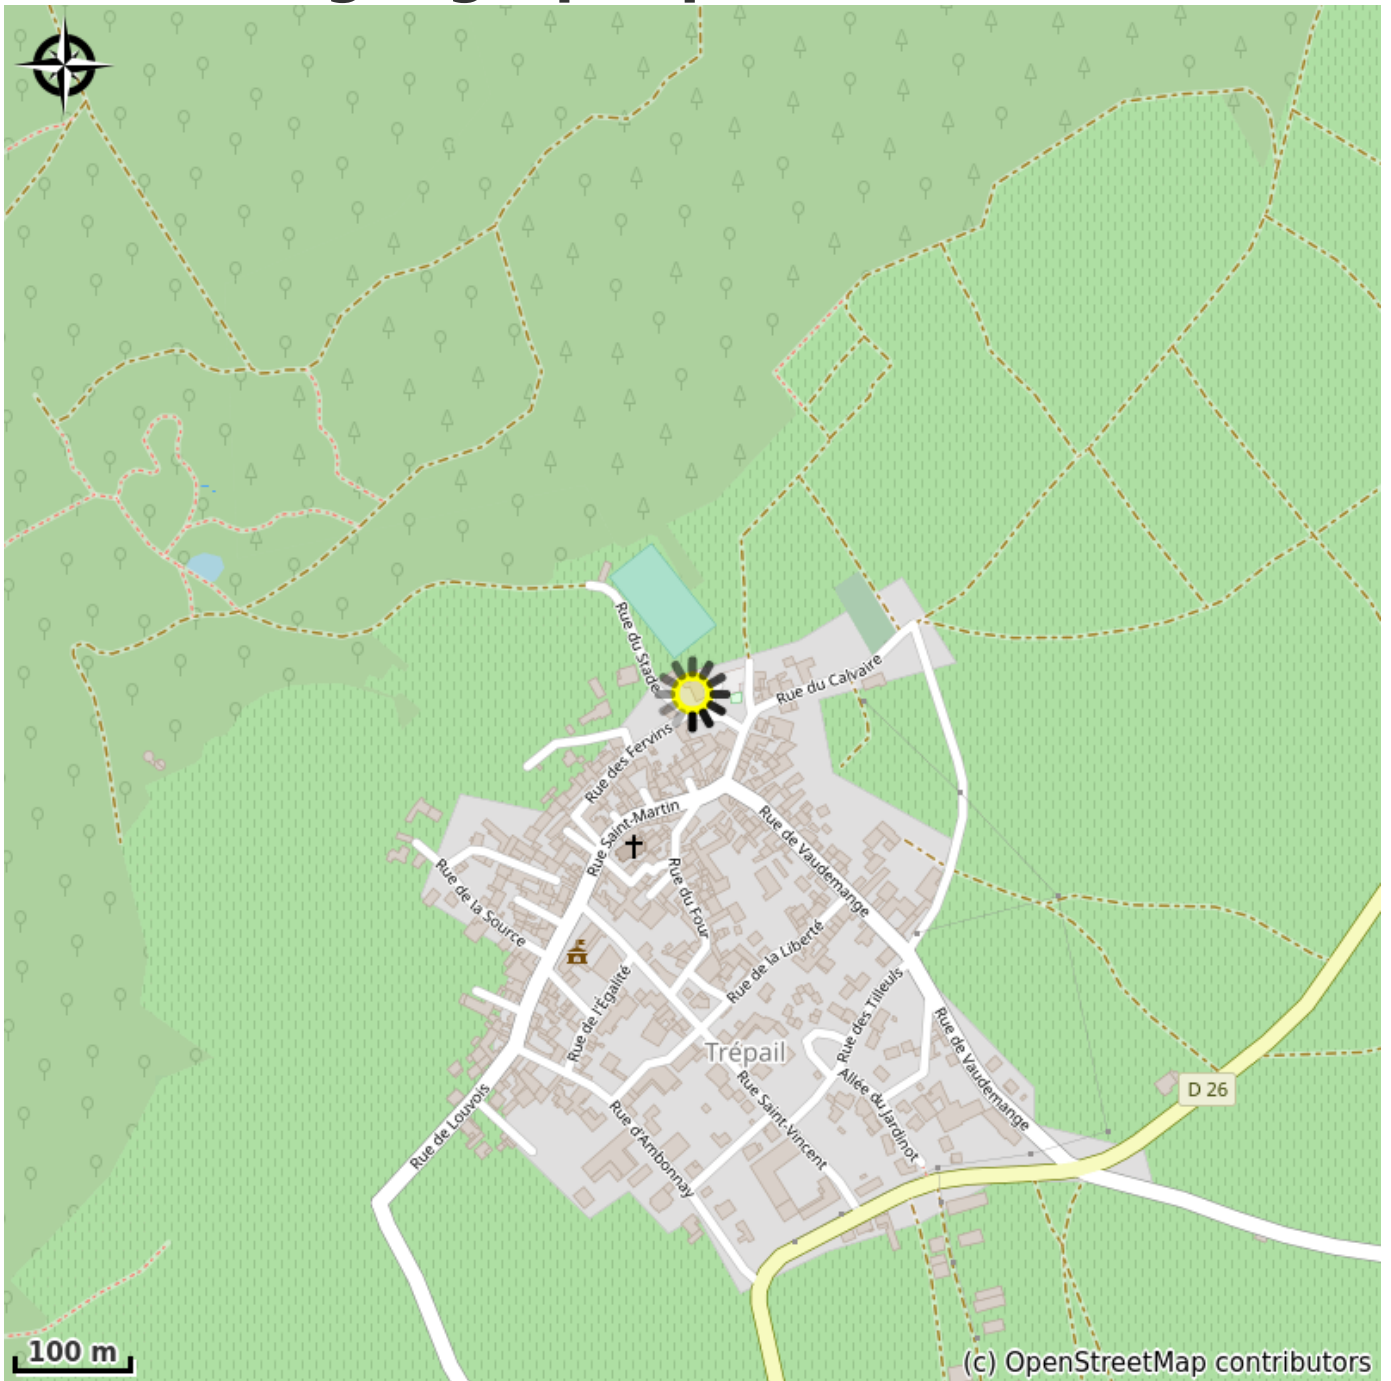 Rue du Stade
Rue du Calvaire
Rue des Fervins
Rue Saint-Martin
Rue de Vaudemange
Rue du Four
Rue de la Source
Rue de la Liberté
Rue de l'Égalité
Rue des Tilleuls
Rue de Vaudemange
Trépail
Allée du Jardinot
Rue Saint-Vincent
D 26
Rue de Louvois
Rue d'Ambonnay
100 m
(c) OpenStreetMap contributors